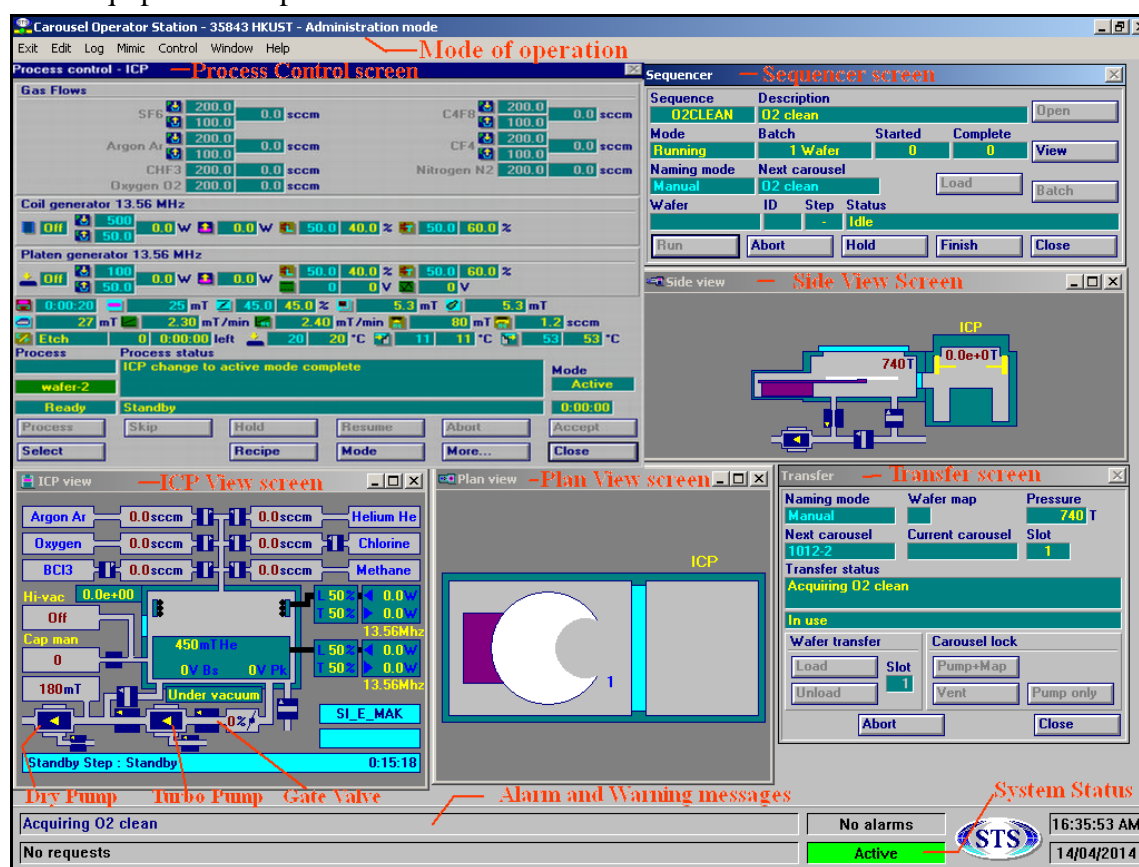 Carousel Operator Station - 35843 HKUST - Administration mode
Exit Edit Log Mimic Control Window Help
Mode of operation
Process control - ICP
Process Control screen
Gas Flows
SF6 200.0 100.0 0.0 sccm C4F8 200.0 100.0 0.0 sccm
Argon Ar 200.0 100.0 0.0 sccm CF4 200.0 100.0 0.0 sccm
CHF3 200.0 0.0 sccm Nitrogen N2 200.0 0.0 sccm
Oxygen O2 200.0 0.0 sccm
Coil generator 13.56 MHz
Off 500 50.0 0.0 W 0.0 W 50.0 40.0 % 50.0 60.0 %
Platen generator 13.56 MHz
Off 100 50.0 0.0 W 0.0 W 50.0 40.0 % 50.0 60.0 %
0 0 V 0 V
0:00:20 25 mT 45.0 45.0 % 5.3 mT 5.3 mT
27 mT 2.30 mT/min 2.40 mT/min 80 mT 1.2 sccm
Etch 0 0:00:00 left 20 20 °C 11 11 °C 53 53 °C
Process Process status
ICP change to active mode complete
Mode
Active
wafer-2
Ready Standby 0:00:00
Process Skip Hold Resume Abort Accept
Select Recipe Mode More... Close
Sequencer
Sequencer screen
Sequence Description
O2CLEAN O2 clean Open
Mode Batch Started Complete
Running 1 Wafer 0 0 View
Naming mode Next carousel
Manual O2 clean Load Batch
Wafer ID Step Status
- Idle
Run Abort Hold Finish Close
Side view
Side View Screen
ICP
740T 0.0e+0T
ICP view
ICP View screen
Argon Ar 0.0sccm 0.0sccm Helium He
Oxygen 0.0sccm 0.0sccm Chlorine
BCl3 0.0sccm 0.0sccm Methane
Hi-vac 0.0e+00
Off
L 50% 0.0W
T 50% 0.0W
13.56Mhz
Cap man
0
450mT He
0V Bs 0V Pk
L 50% 0.0W
T 50% 0.0W
13.56Mhz
180mT
Under vacuum
0%
SI_E_MAK
Standby Step : Standby 0:15:18
Dry Pump Turbo Pump Gate Valve
Plan view
Plan View screen
ICP
1
Transfer
Transfer screen
Naming mode Wafer map Pressure
Manual 740 T
Next carousel Current carousel Slot
1012-2 1
Transfer status
Acquiring O2 clean
In use
Wafer transfer Carousel lock
Load Slot Pump+Map
Unload 1 Vent Pump only
Abort Close
Alarm and Warning messages
System Status
Acquiring O2 clean No alarms STS 16:35:53 AM
No requests Active 14/04/2014